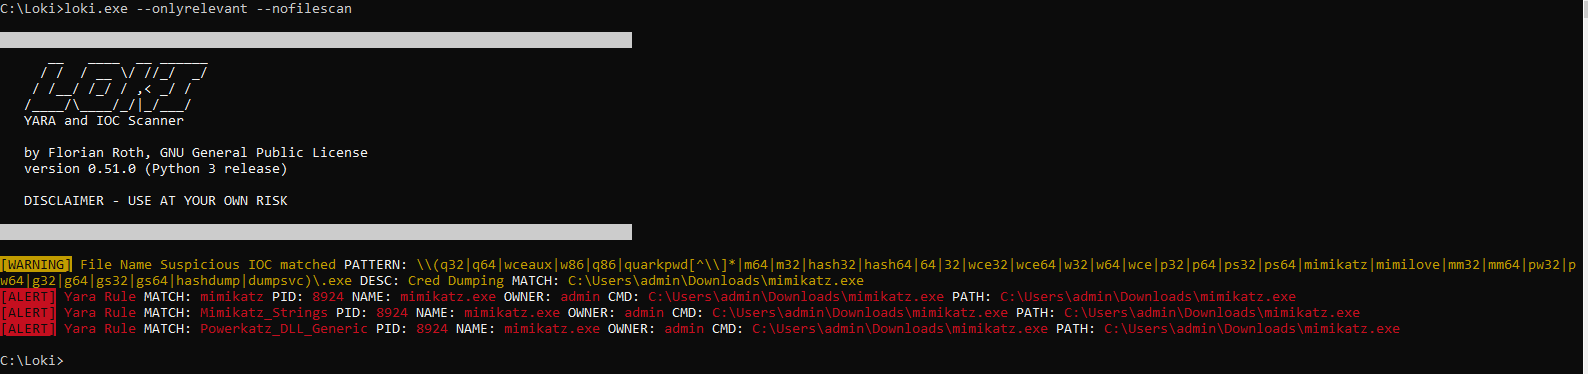 C:\Loki>loki.exe --onlyrelevant --nofilescan
LOKI
YARA and IOC Scanner
by Florian Roth, GNU General Public License
version 0.51.0 (Python 3 release)
DISCLAIMER - USE AT YOUR OWN RISK
[WARNING] File Name Suspicious IOC matched PATTERN: \\(q32|q64|wceaux|w86|q86|quarkpwd[^\\]*|m64|m32|hash32|hash64|64|32|wce32|wce64|w32|w64|wce|p32|p64|ps32|ps64|mimikatz|mimilove|mm32|mm64|pw32|p
w64|g32|g64|gs32|gs64|hashdump|dumpsvc)\.exe DESC: Cred Dumping MATCH: C:\Users\admin\Downloads\mimikatz.exe
[ALERT] Yara Rule MATCH: mimikatz PID: 8924 NAME: mimikatz.exe OWNER: admin CMD: C:\Users\admin\Downloads\mimikatz.exe PATH: C:\Users\admin\Downloads\mimikatz.exe
[ALERT] Yara Rule MATCH: Mimikatz_Strings PID: 8924 NAME: mimikatz.exe OWNER: admin CMD: C:\Users\admin\Downloads\mimikatz.exe PATH: C:\Users\admin\Downloads\mimikatz.exe
[ALERT] Yara Rule MATCH: Powerkatz_DLL_Generic PID: 8924 NAME: mimikatz.exe OWNER: admin CMD: C:\Users\admin\Downloads\mimikatz.exe PATH: C:\Users\admin\Downloads\mimikatz.exe
C:\Loki>